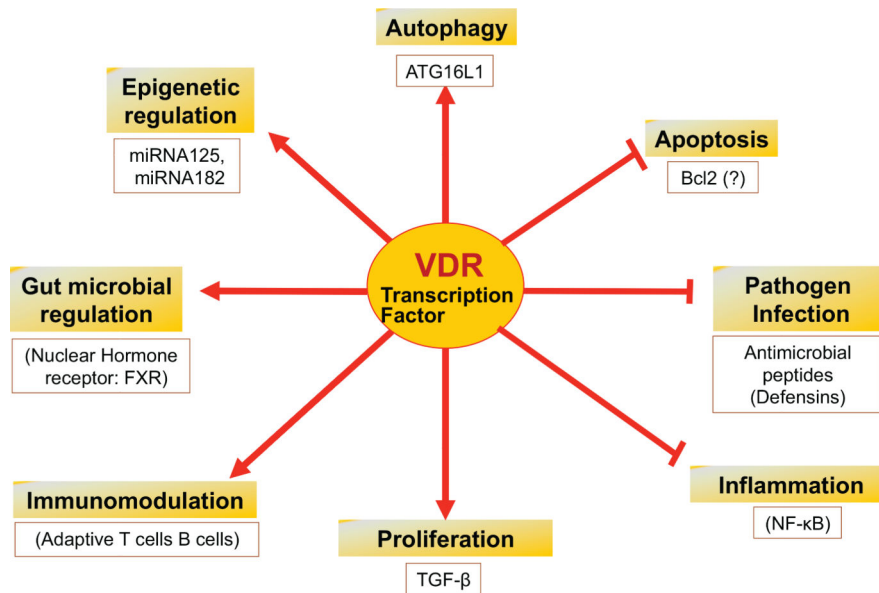 Autophagy
ATG16L1
Epigenetic
regulation
miRNA125,
miRNA182
Apoptosis
Bcl2 (?)
VDR
Transcription
Factor
Gut microbial
regulation
(Nuclear Hormone
receptor: FXR)
Pathogen
Infection
Antimicrobial
peptides
(Defensins)
Immunomodulation
(Adaptive T cells B cells)
Proliferation
TGF-β
Inflammation
(NF-κB)